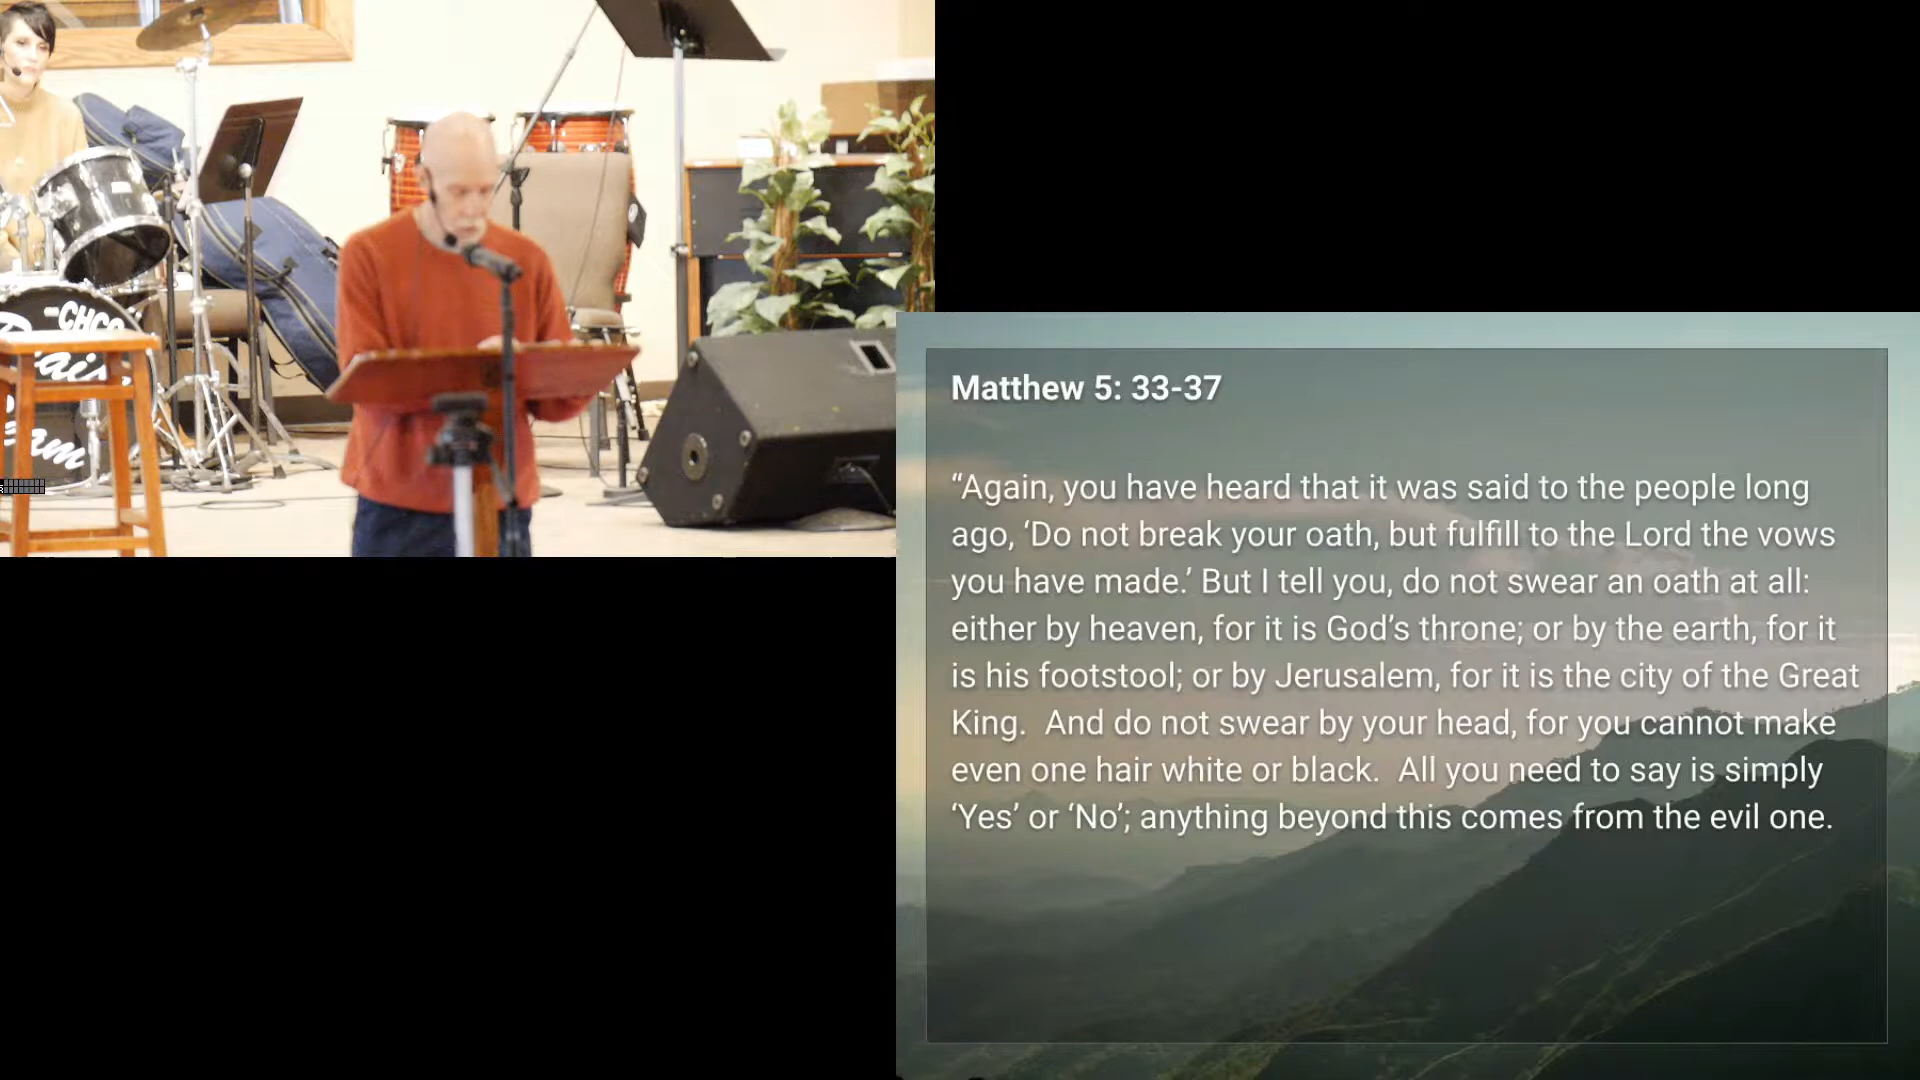 -CHCC
Matthew 5: 33-37
“Again, you have heard that it was said to the people long
ago, ‘Do not break your oath, but fulfill to the Lord the vows
you have made.’ But I tell you, do not swear an oath at all:
either by heaven, for it is God’s throne; or by the earth, for it
is his footstool; or by Jerusalem, for it is the city of the Great
King.  And do not swear by your head, for you cannot make
even one hair white or black.  All you need to say is simply
‘Yes’ or ‘No’; anything beyond this comes from the evil one.